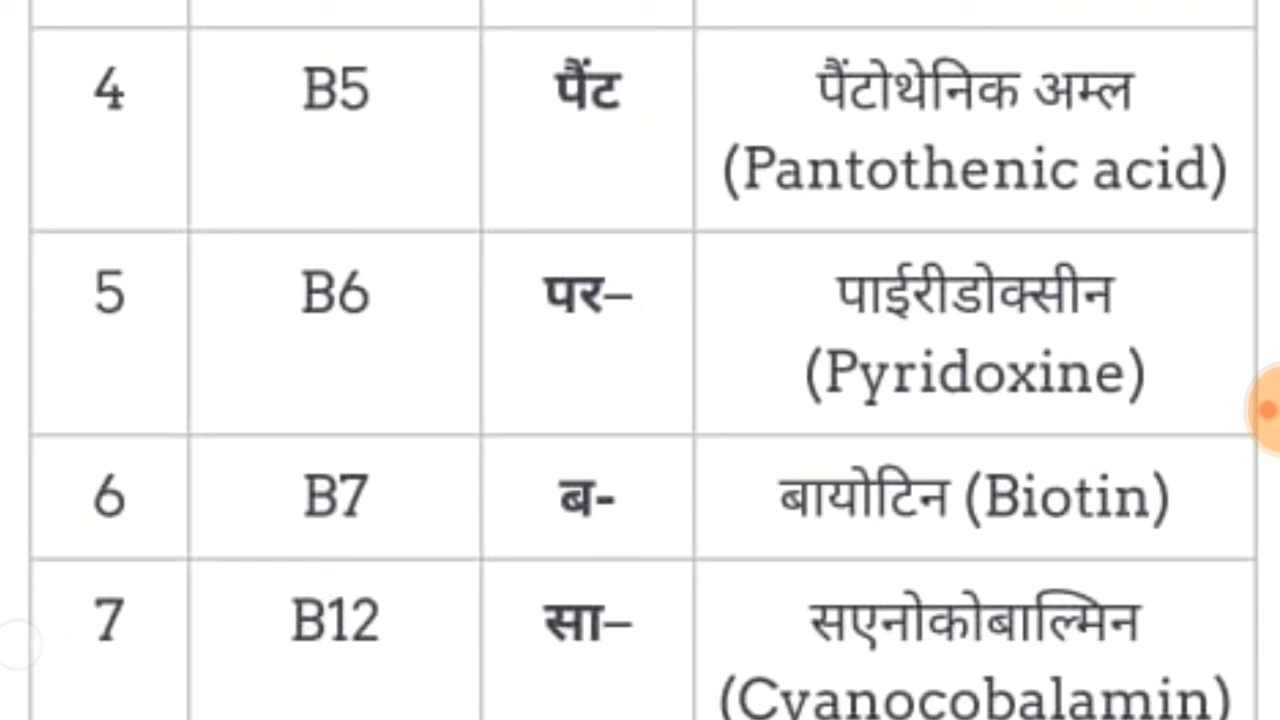 4 B5 पैंट पैंटोथेनिक अम्ल
(Pantothenic acid)
5 B6 पर– पाईरीडोक्सीन
(Pyridoxine)
6 B7 ब- बायोटिन (Biotin)
7 B12 सा– सएनोकोबाल्मिन
(Cyanocobalamin)